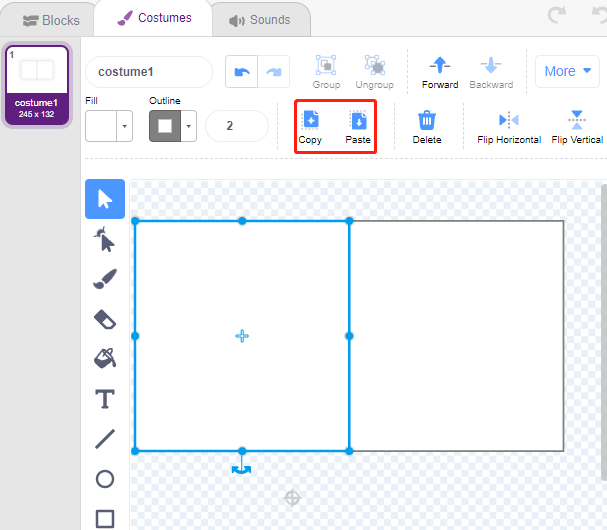 Blocks
Costumes
Sounds
1
costume1
245 x 132
costume1
Group
Ungroup
Forward
Backward
More
Fill
Outline
2
Copy
Paste
Delete
Flip Horizontal
Flip Vertical
T